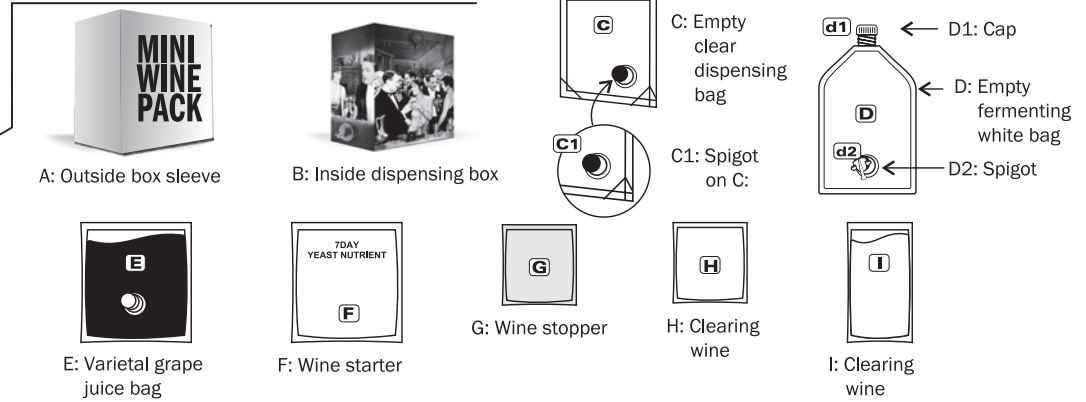 MINI
WINE
PACK
A: Outside box sleeve
B: Inside dispensing box
C
C: Empty
clear
dispensing
bag
C1
C1: Spigot
on C:
d1
D1: Cap
D
D: Empty
fermenting
white bag
d2
D2: Spigot
E
E: Varietal grape
juice bag
7DAY
YEAST NUTRIENT
F
F: Wine starter
G
G: Wine stopper
H
H: Clearing
wine
I
I: Clearing
wine